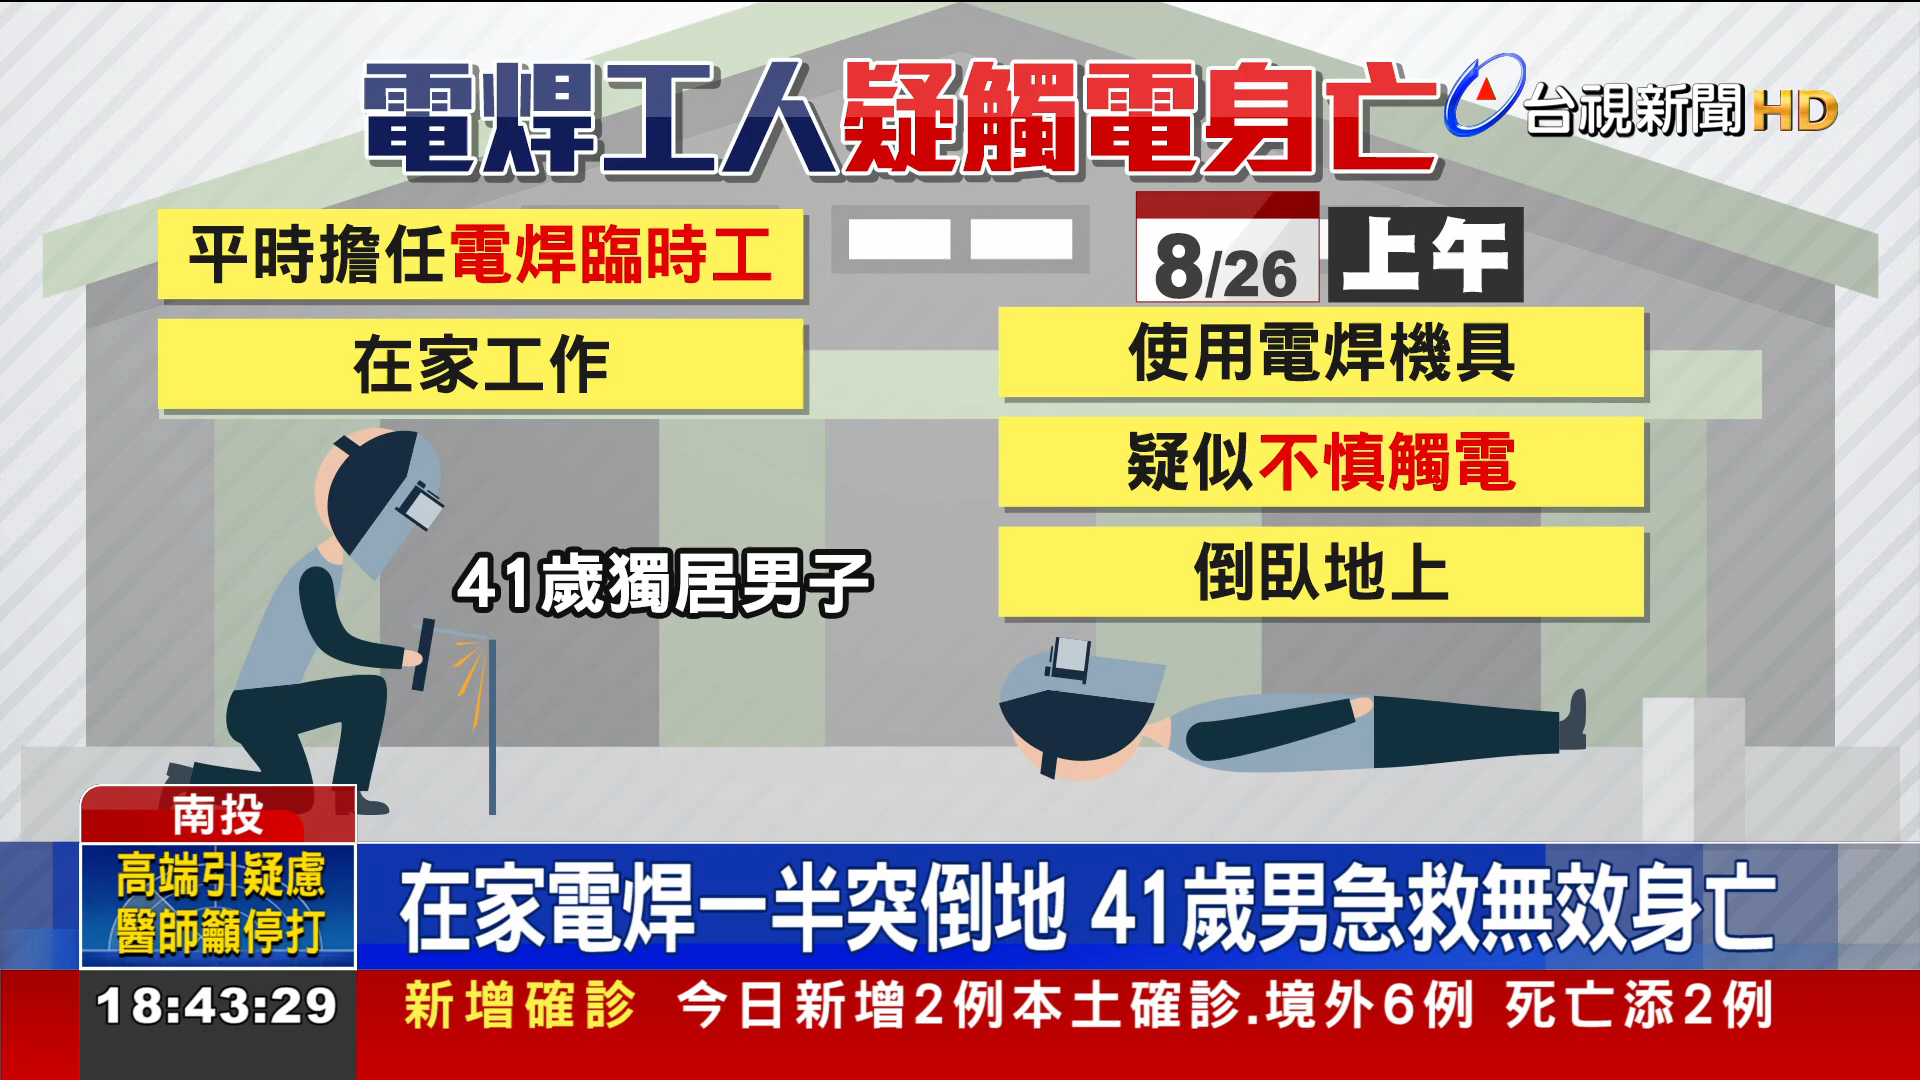 電焊工人疑觸電身亡
台視新聞HD
平時擔任電焊臨時工
在家工作
41歲獨居男子
8/26 上午
使用電焊機具
疑似不慎觸電
倒臥地上
南投
高端引疑慮
醫師籲停打
在家電焊一半突倒地 41歲男急救無效身亡
18:43:29
新增確診 今日新增2例本土確診.境外6例 死亡添2例